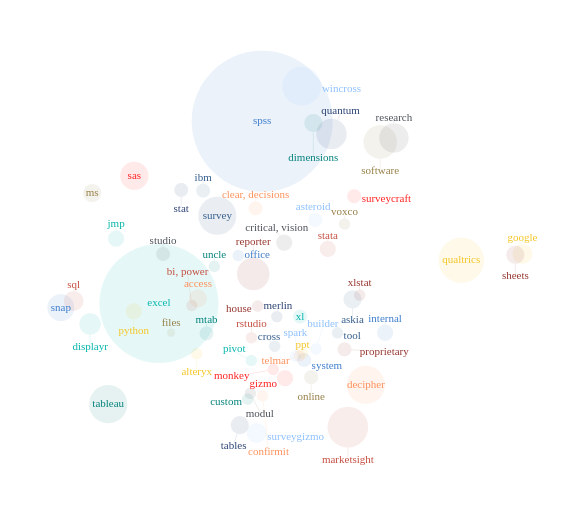 wincross
quantum
research
spss
dimensions
software
sas
ibm
ms
stat
clear, decisions
surveycraft
asteroid
voxco
survey
jmp
critical, vision
stata
google
studio
reporter
uncle
office
qualtrics
bi, power
sheets
access
xlstat
sql
snap
excel
house
merlin
files
mtab
xl
builder
askia
internal
python
rstudio
spark
cross
tool
displayr
pivot
ppt
proprietary
telmar
system
alteryx
monkey
gizmo
decipher
online
tableau
custom
modul
surveygizmo
tables
confirmit
marketsight